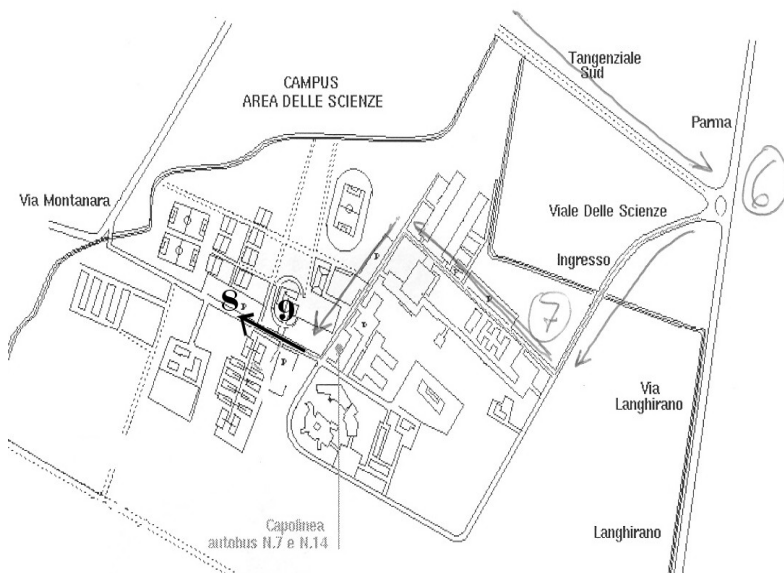 Tangenziale
Sud
CAMPUS
AREA DELLE SCIENZE
Parma
6
Via Montanara
Viale Delle Scienze
Ingresso
8
9
7
Via
Langhirano
Capolinea
autobus N.7 e N.14
Langhirano